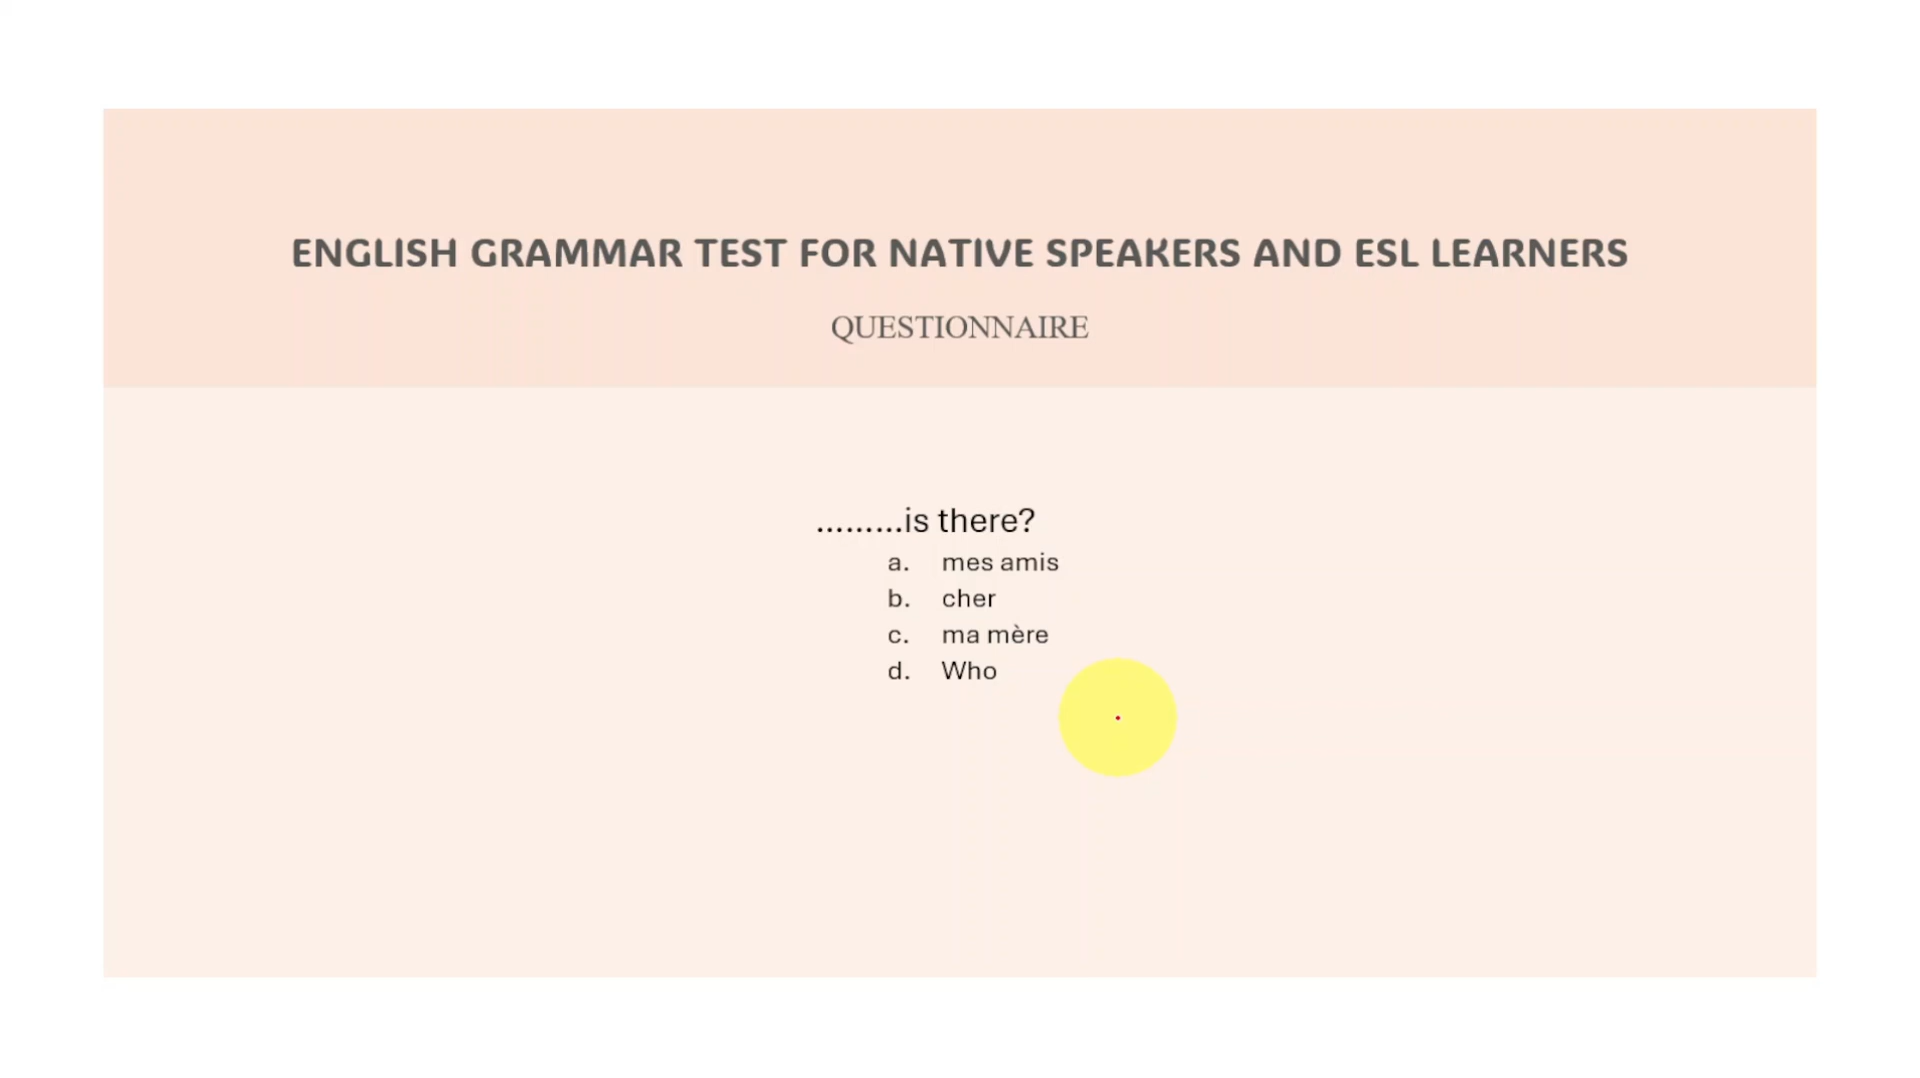 ENGLISH GRAMMAR TEST FOR NATIVE SPEAKERS AND ESL LEARNERS
QUESTIONNAIRE
.........is there?
a. mes amis
b. cher
c. ma mère
d. Who